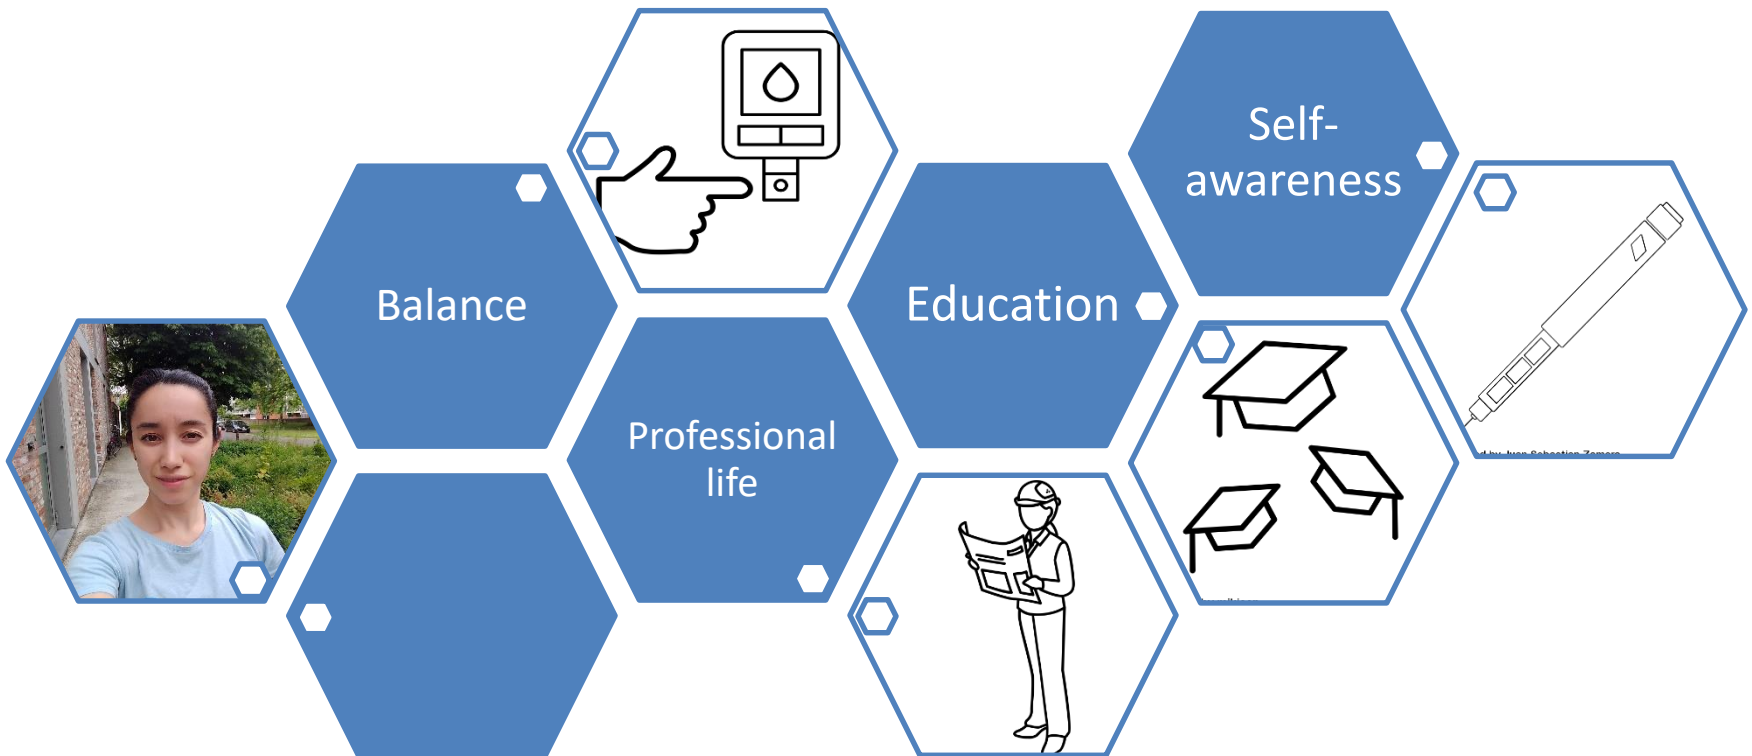 Self-
awareness
Balance
Education
Professional
life